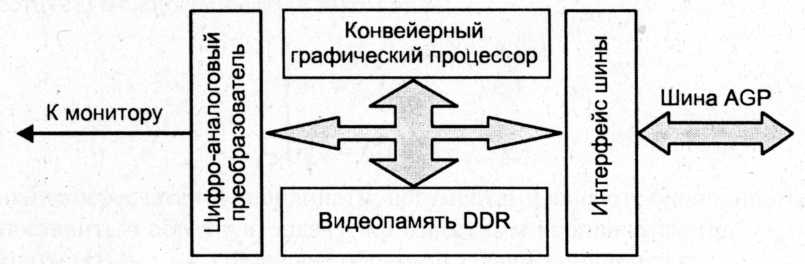 Конвейерный
графический процессор
К монитору
Цифро-аналоговый
преобразователь
Интерфейс шины
Шина AGP
Видеопамять DDR